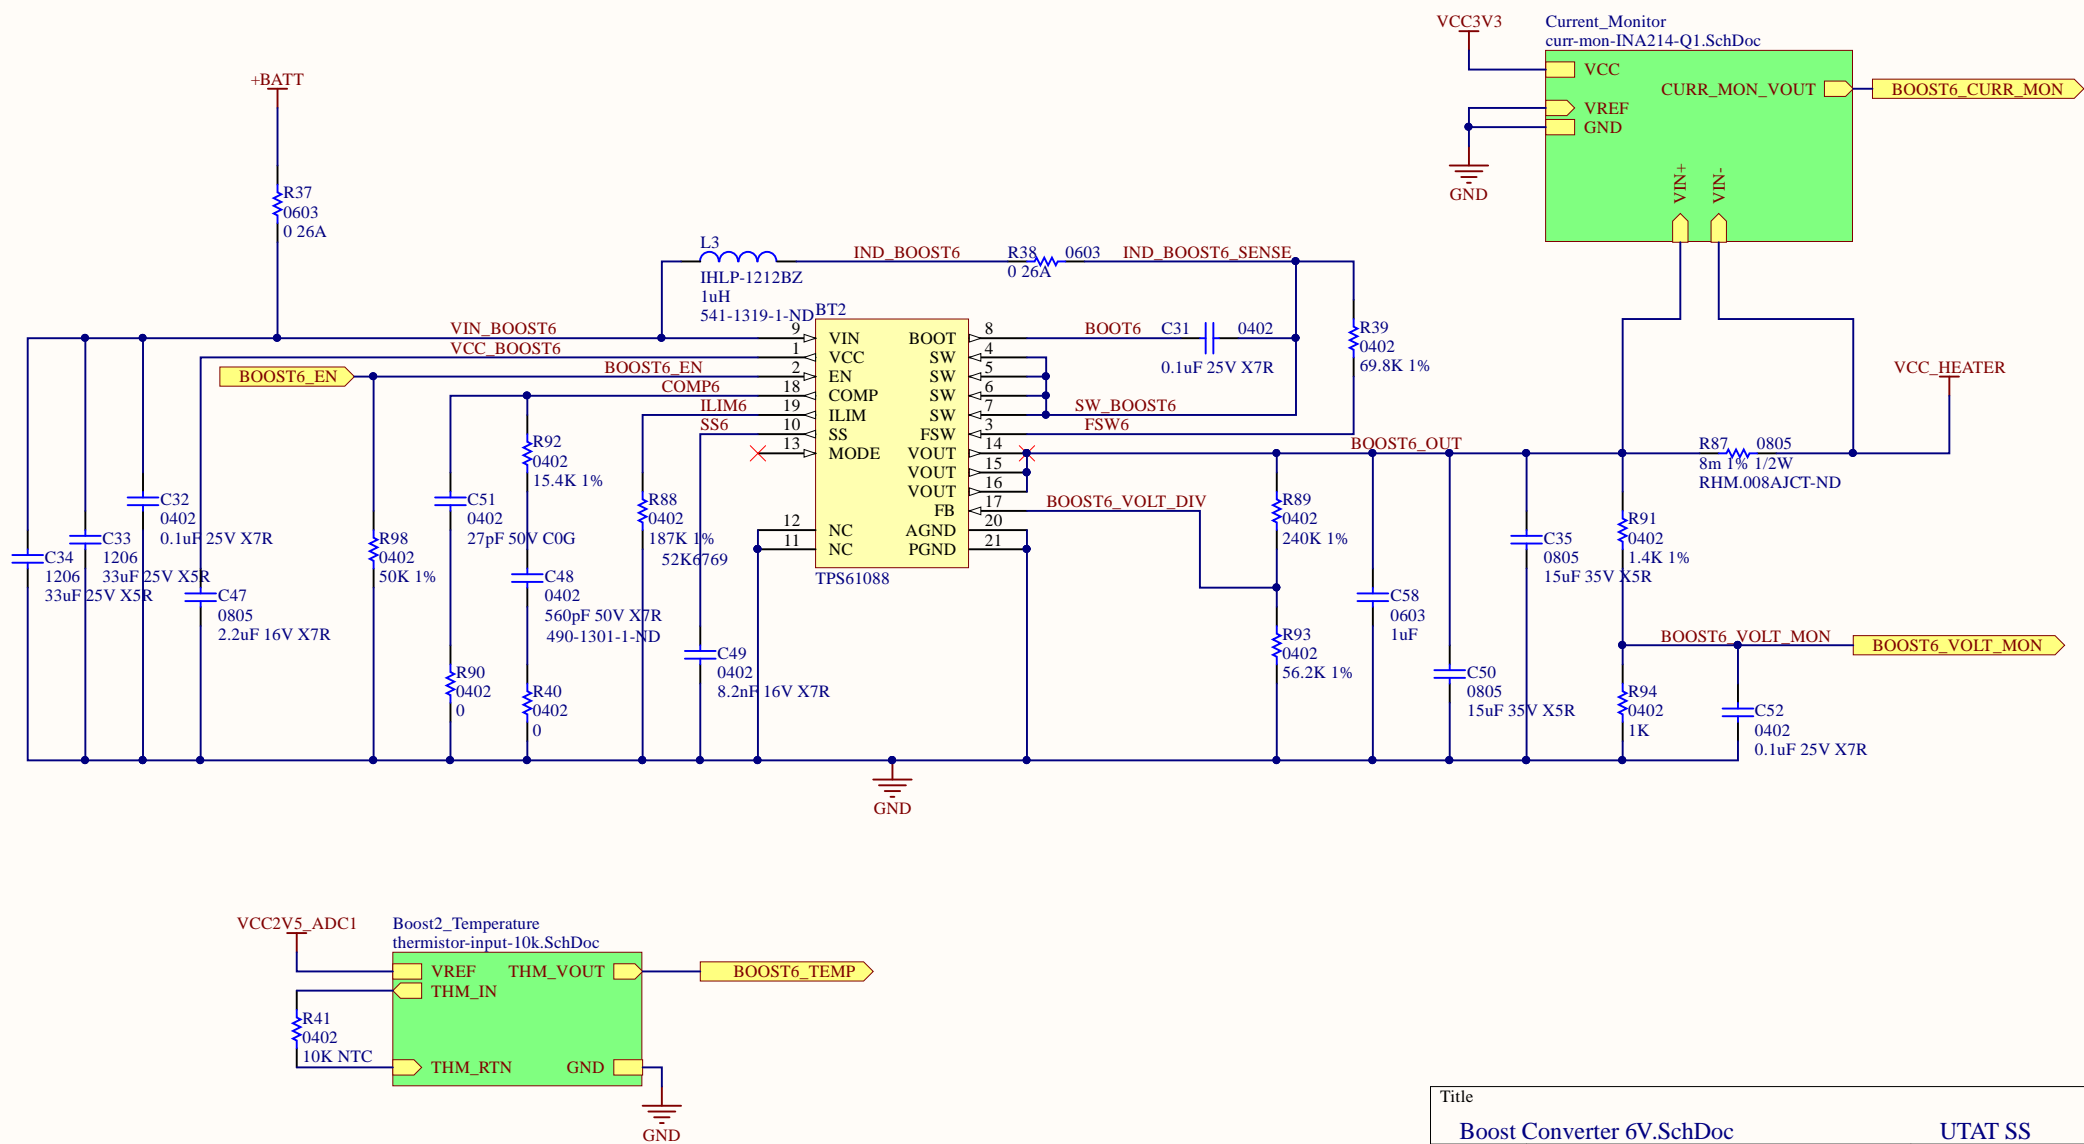 VCC3V3
Current_Monitor
curr-mon-INA214-Q1.SchDoc
VCC
VREF
GND
CURR_MON_VOUT
BOOST6_CURR_MON
VIN+
VIN-
GND
+BATT
R37
0603
0 26A
L3
IHLP-1212BZ
1uH
541-1319-1-ND
IND_BOOST6
R38
0603
0 26A
IND_BOOST6_SENSE
BT2
VIN_BOOST6
VCC_BOOST6
BOOST6_EN
BOOST6_EN
COMP6
ILIM6
SS6
9
1
2
18
19
10
13
12
11
VIN
VCC
EN
COMP
ILIM
SS
MODE
NC
NC
BOOT
SW
SW
SW
SW
FSW
VOUT
VOUT
VOUT
FB
AGND
PGND
8
4
5
6
7
3
14
15
16
17
20
21
TPS61088
BOOT6
C31
0402
0.1uF 25V X7R
SW_BOOST6
FSW6
R39
0402
69.8K 1%
BOOST6_OUT
BOOST6_VOLT_DIV
VCC_HEATER
R87
0805
8m 1% 1/2W
RHM.008AJCT-ND
C34
1206
33uF 25V X5R
C33
1206
33uF 25V X5R
C32
0402
0.1uF 25V X7R
C47
0805
2.2uF 16V X7R
R98
0402
50K 1%
C51
0402
27pF 50V C0G
R90
0402
0
R92
0402
15.4K 1%
C48
0402
560pF 50V X7R
490-1301-1-ND
R40
0402
0
R88
0402
187K 1%
52K6769
C49
0402
8.2nF 16V X7R
R89
0402
240K 1%
R93
0402
56.2K 1%
C58
0603
1uF
C50
0805
15uF 35V X5R
C35
0805
15uF 35V X5R
R91
0402
1.4K 1%
BOOST6_VOLT_MON
BOOST6_VOLT_MON
R94
0402
1K
C52
0402
0.1uF 25V X7R
GND
VCC2V5_ADC1
Boost2_Temperature
thermistor-input-10k.SchDoc
VREF
THM_IN
THM_RTN
THM_VOUT
GND
BOOST6_TEMP
R41
0402
10K NTC
GND
Title
Boost Converter 6V.SchDoc
UTAT SS